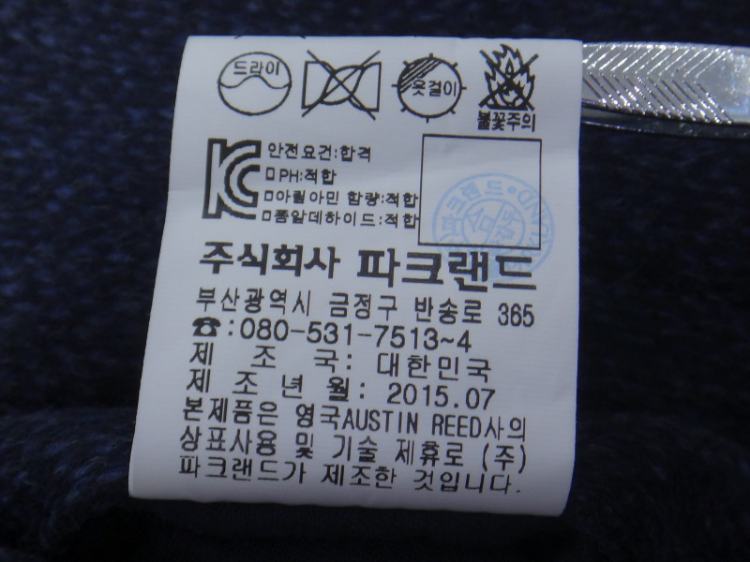 드라이
옷걸이
불꽃주의
KC
안전요건:합격
□PH:적합
□아릴아민 함량:적합
□폼알데하이드:적합
파크랜드
주식회사 파크랜드
부산광역시 금정구 반송로 365
☎:080-531-7513~4
제 조 국: 대한민국
제 조 년 월: 2015.07
본제품은 영국AUSTIN REED사의
상표사용 및 기술 제휴로 (주)
파크랜드가 제조한 것입니다.